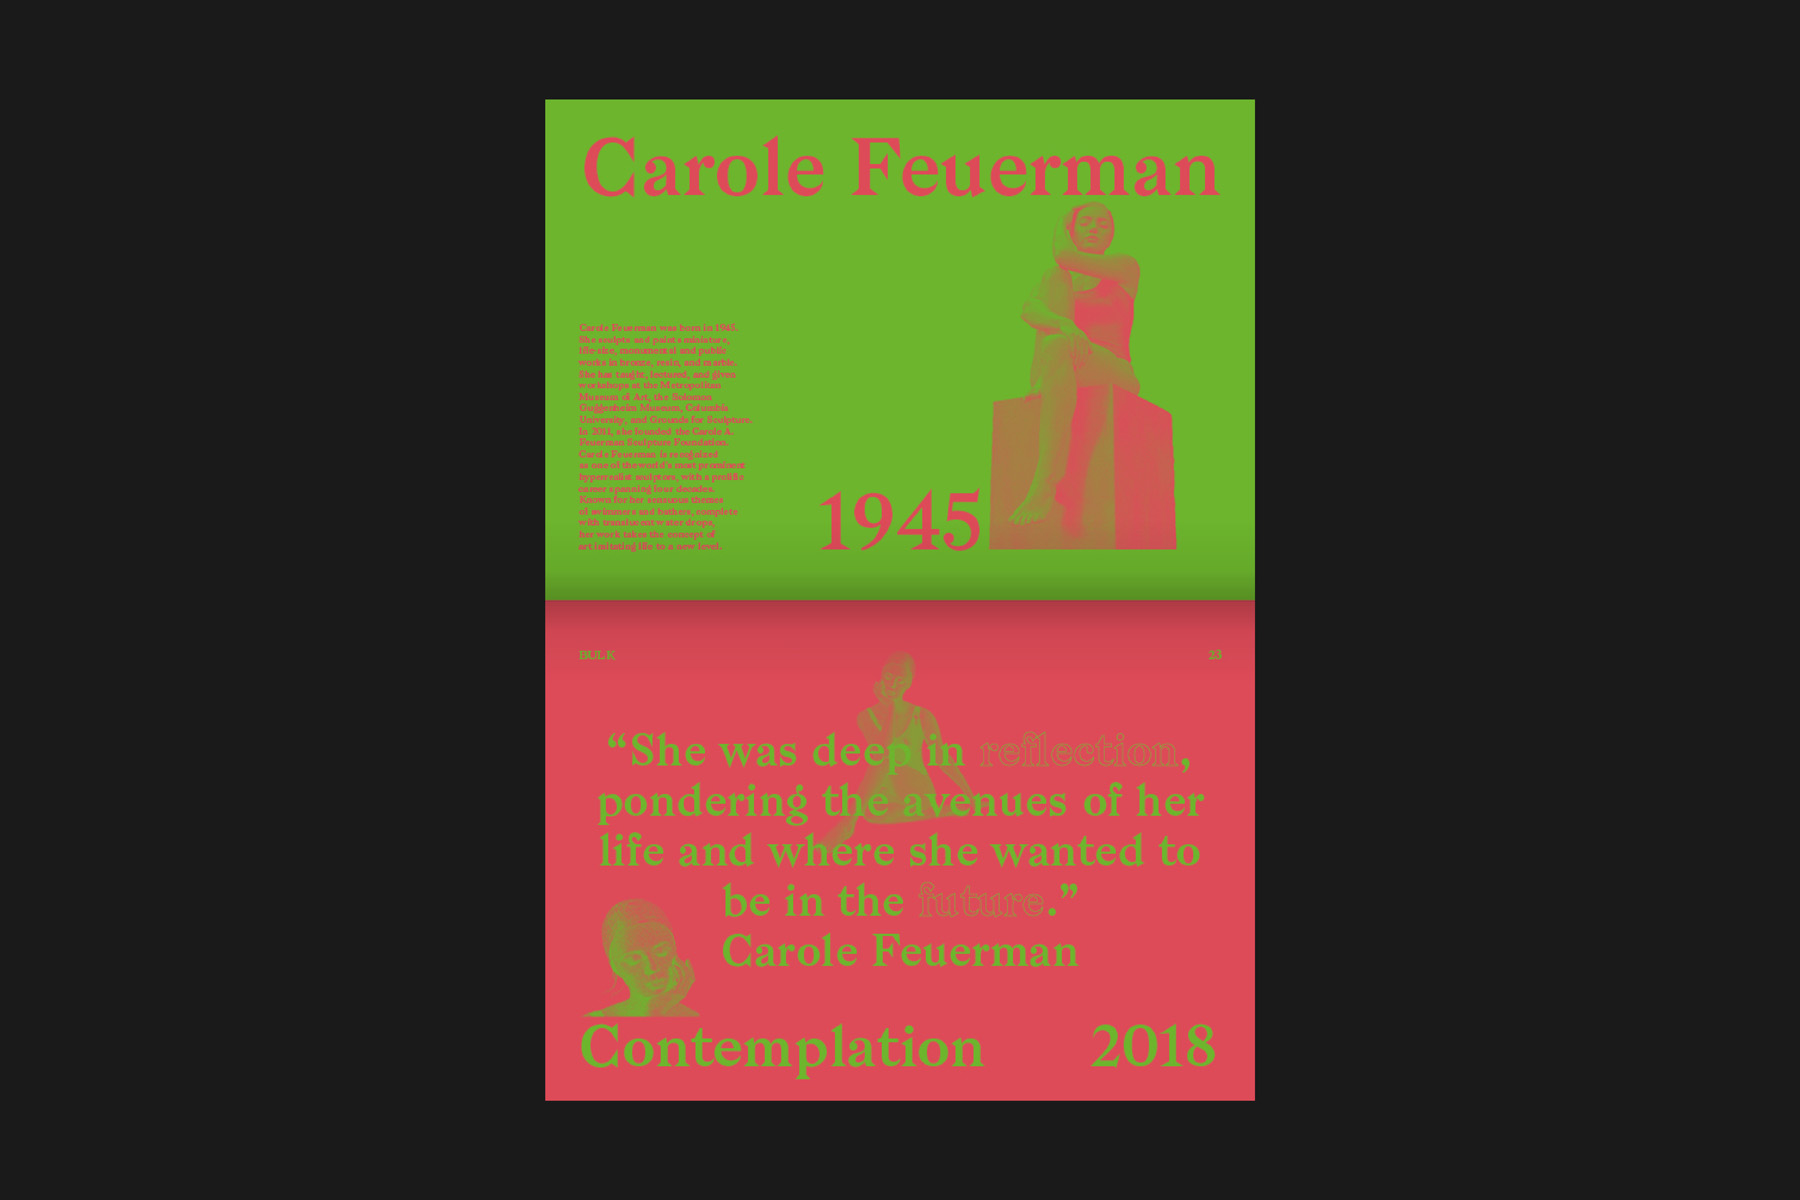 Carole Feuerman
Carole Feuerman was born in 1945.
She sculpts and paints miniature,
life-size, monumental and public
works in bronze, resin, and marble.
She has taught, lectured, and given
workshops at the Metropolitan
Museum of Art, the Solomon
Guggenheim Museum, Columbia
University, and Grounds for Sculpture.
In 2011, she founded the Carole A.
Feuerman Sculpture Foundation.
Carole Feuerman is recognized
as one of the world's most prominent
hyperrealist sculptors, with a prolific
career spanning four decades.
Known for her sensuous themes
of swimmers and bathers, complete
with translucent water drops,
her work takes the concept of
art imitating life to a new level.
1945
BULK
23
“She was deep in reflection,
pondering the avenues of her
life and where she wanted to
be in the future.”
Carole Feuerman
Contemplation
2018